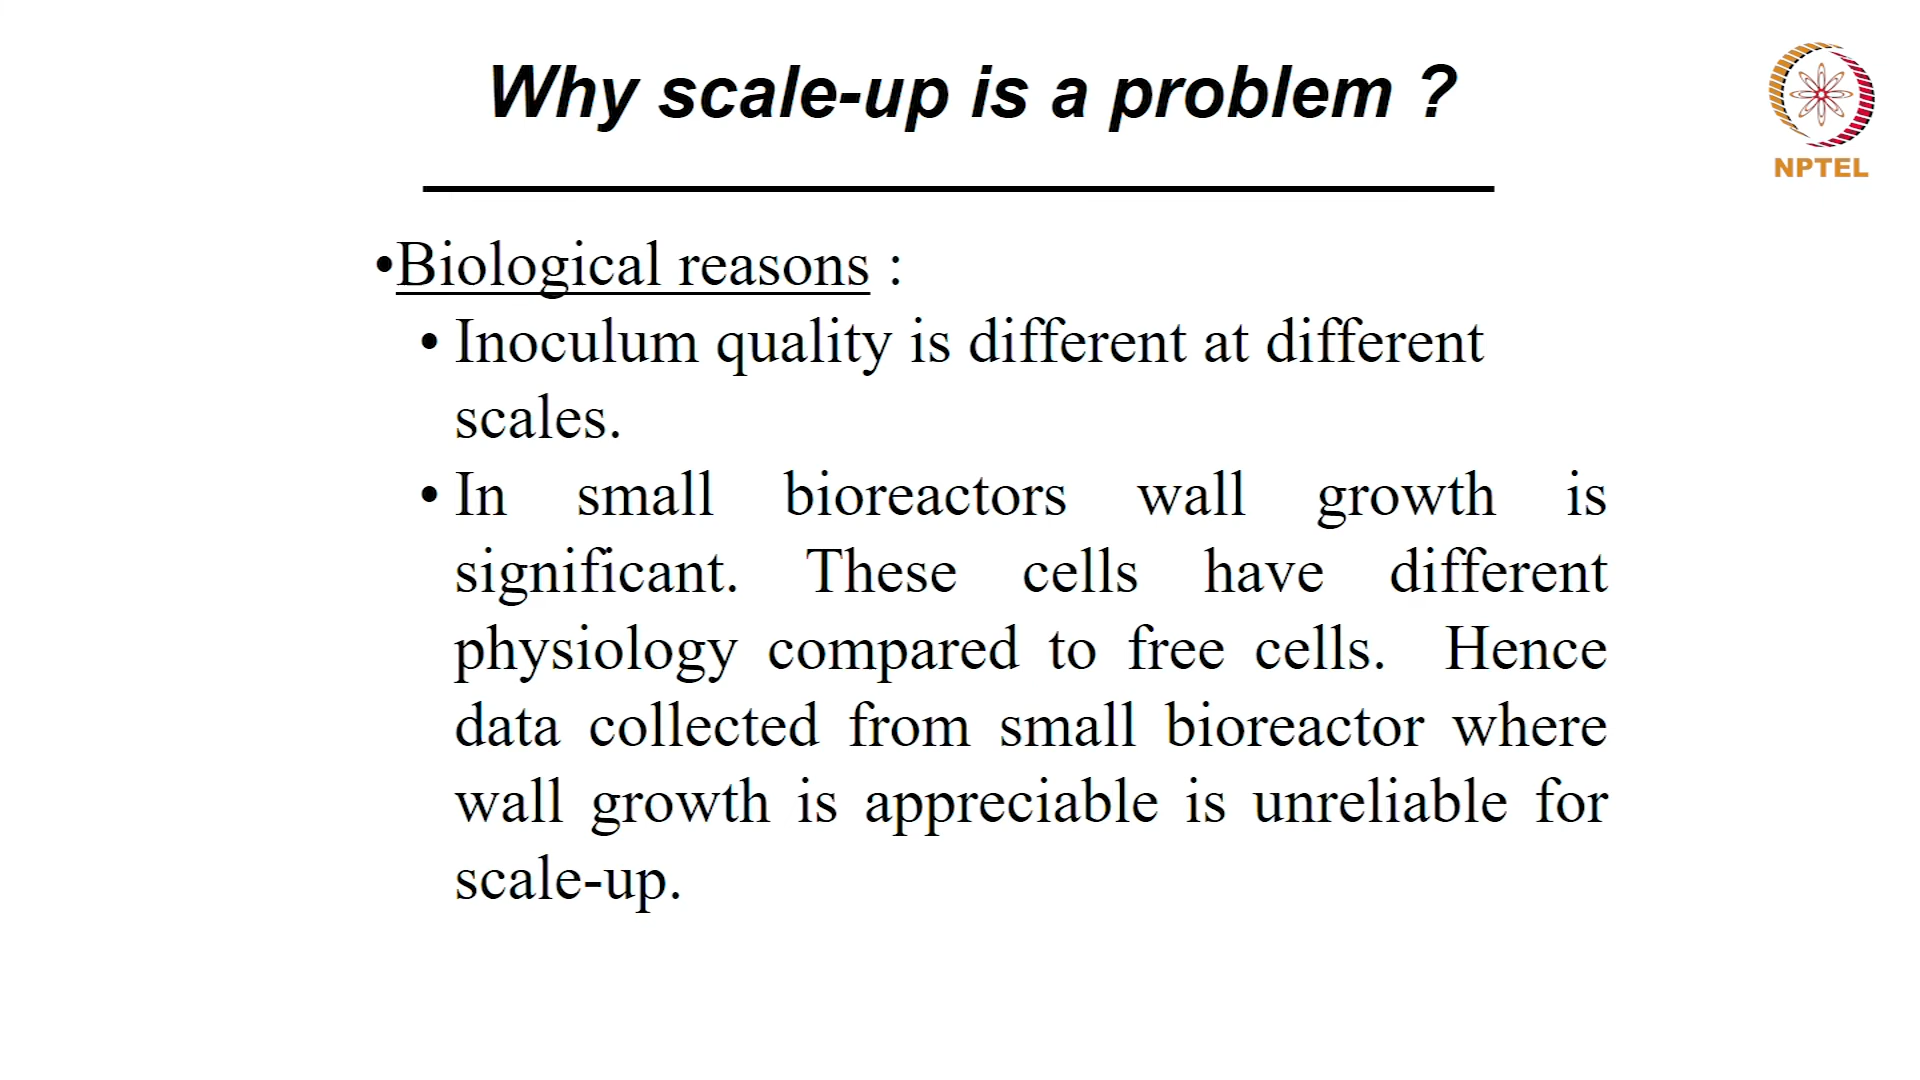 Why scale-up is a problem ?
NPTEL
•Biological reasons :
• Inoculum quality is different at different
scales.
• In small bioreactors wall growth is
significant. These cells have different
physiology compared to free cells. Hence
data collected from small bioreactor where
wall growth is appreciable is unreliable for
scale-up.